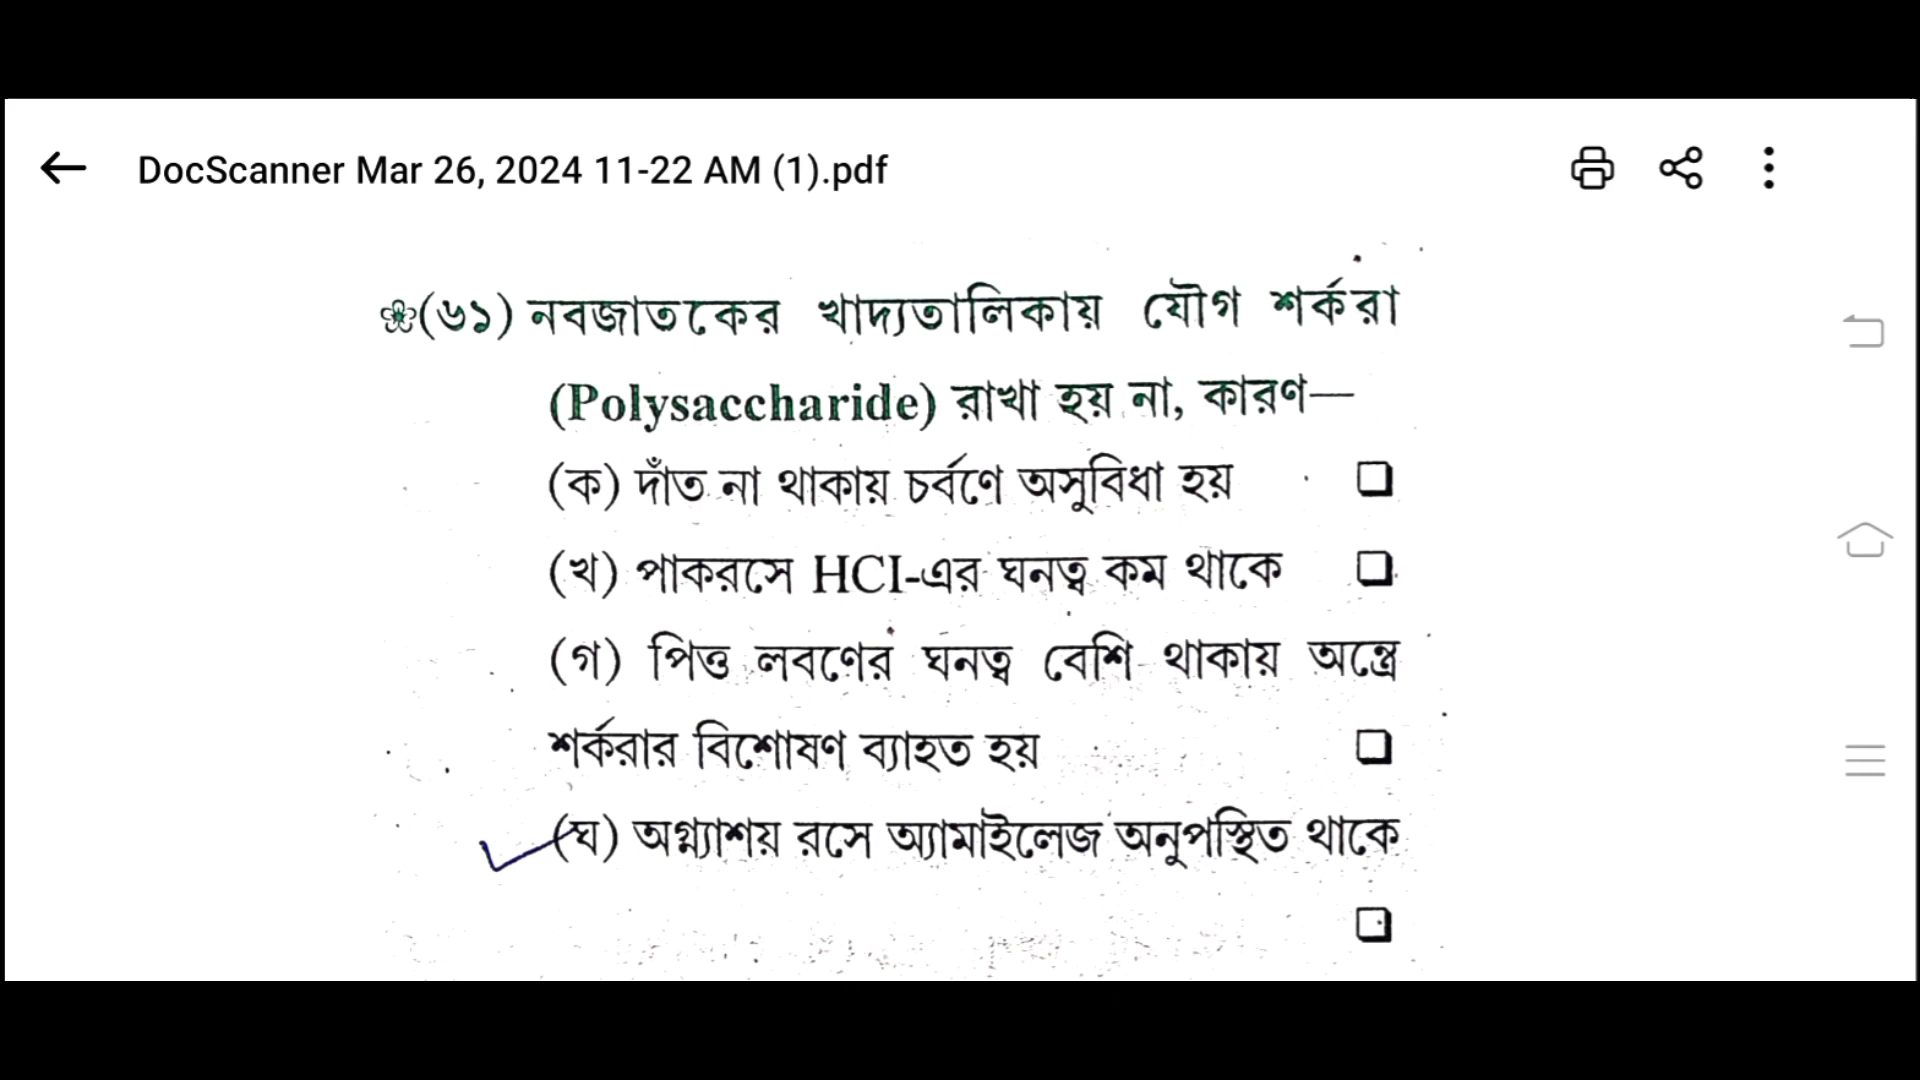 DocScanner Mar 26, 2024 11-22 AM (1).pdf
(৬১) নবজাতকের খাদ্যতালিকায় যৌগ শর্করা
(Polysaccharide) রাখা হয় না, কারণ—
(ক) দাঁত না থাকায় চর্বণে অসুবিধা হয়
(খ) পাকরসে HCI-এর ঘনত্ব কম থাকে
(গ) পিত্ত লবণের ঘনত্ব বেশি থাকায় অন্ত্রে
শর্করার বিশোষণ ব্যাহত হয়
(ঘ) অগ্ন্যাশয় রসে অ্যামাইলেজ অনুপস্থিত থাকে